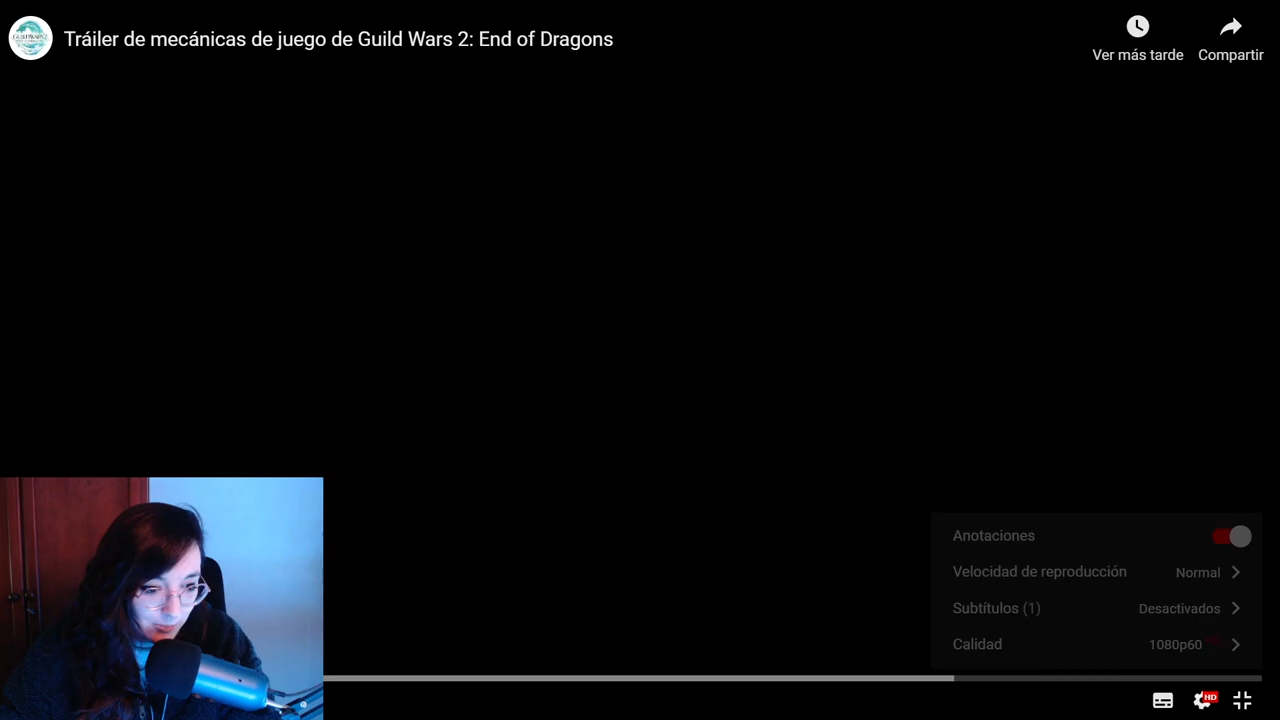 Tráiler de mecánicas de juego de Guild Wars 2: End of Dragons
Ver más tarde
Compartir
Anotaciones
Velocidad de reproducción Normal
Subtítulos (1) Desactivados
Calidad 1080p60 HD
HD